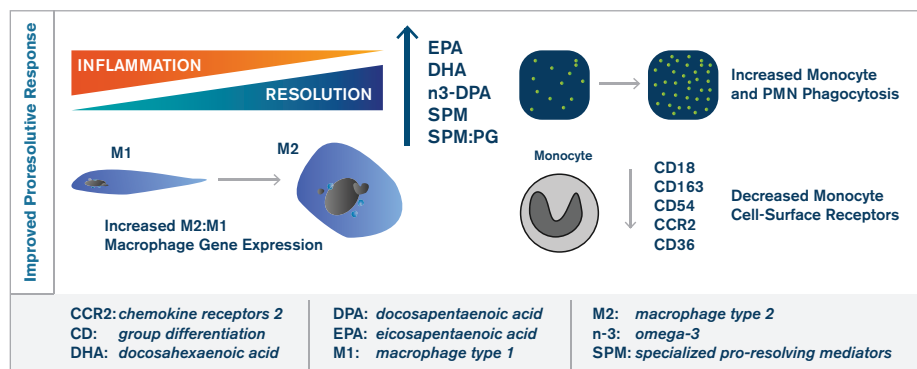 Improved Proresolutive Response
INFLAMMATION
RESOLUTION
M1
M2
Increased M2:M1
Macrophage Gene Expression
EPA
DHA
n3-DPA
SPM
SPM:PG
Increased Monocyte
and PMN Phagocytosis
Monocyte
CD18
CD163
CD54
CCR2
CD36
Decreased Monocyte
Cell-Surface Receptors
CCR2: chemokine receptors 2
CD: group differentiation
DHA: docosahexaenoic acid
DPA: docosapentaenoic acid
EPA: eicosapentaenoic acid
M1: macrophage type 1
M2: macrophage type 2
n-3: omega-3
SPM: specialized pro-resolving mediators